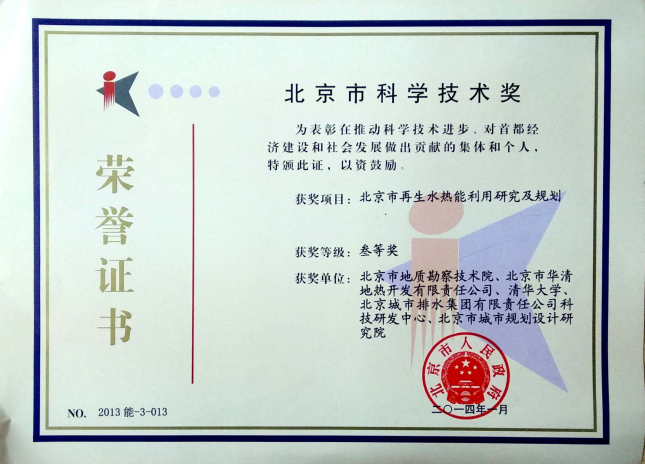 北京市科学技术奖
为表彰在推动科学技术进步、对首都经
济建设和社会发展做出贡献的集体和个人，
特颁此证，以资鼓励。
荣誉证书
获奖项目：北京市再生水热能利用研究及规划
获奖等级：叁等奖
获奖单位：北京市地质勘察技术院、北京市华清
地热开发有限责任公司、清华大学、
北京城市排水集团有限责任公司科
技研发中心、北京市城市规划设计研
究院
北京市人民政府
二〇一四年一月
NO. 2013 能-3-013